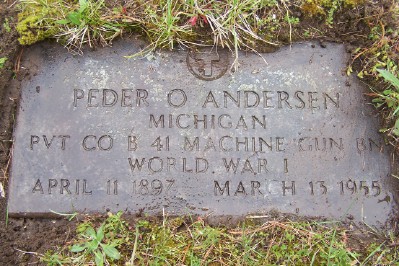 PEDER O ANDERSEN
MICHIGAN
PVT CO B 41 MACHINE GUN BN
WORLD WAR I
APRIL 11 1897 MARCH 13 1955